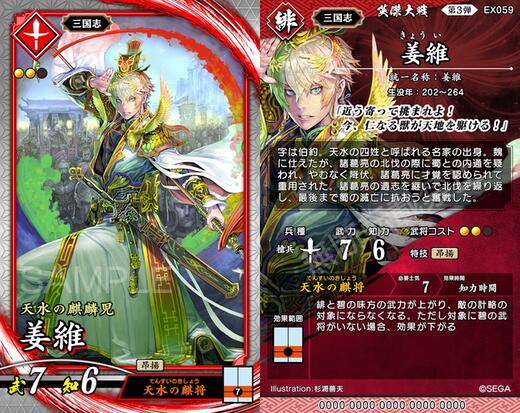 三国志
SAMPLE
天水の麒麟児
姜維
昂揚
武7 知6
てんすいのきしょう
天水の麒将
7
緋
三国志
英傑大戦
第3弾
EX059
きょう い
姜維
統一名称:姜維
生没年:202~264
「近う寄って挑まれよ!
今、仁なる獣が天地を駆ける!」
字は伯約。天水の四姓と呼ばれる名家の出身。魏
に仕えたが、諸葛亮の北伐の際に蜀との内通を疑
われ、やむなく降伏。諸葛亮に才覚を認められて
重用された。諸葛亮の遺志を継いで北伐を繰り返
し、最後まで蜀の滅亡に抗おうと奮戦した。
兵種 武力 知力 武将コスト
槍兵 7 6 特技 昂揚
てんすいのきしょう 必要士気 効果時間
天水の麒将 7 知力時間
効果範囲
緋と碧の味方の武力が上がり、敵の計略の
対象にならなくなる。ただし対象に碧の武
将がいない場合、効果が下がる
Illustration:杉浦善夫
©SEGA
0000 0000 0000 0000 0000